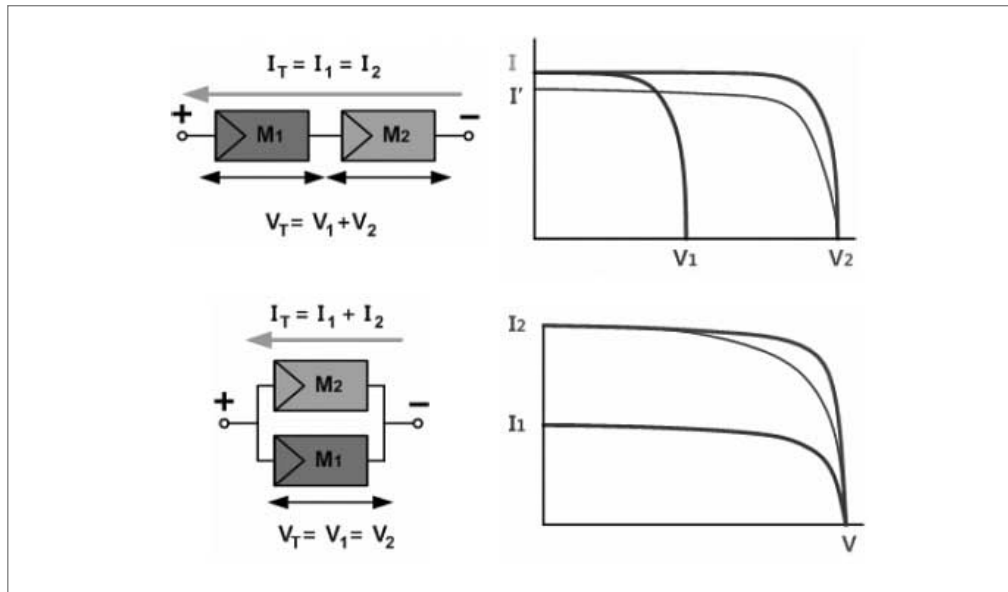 I_T = I_1 = I_2
+ M1 M2 −
V_T = V_1 + V_2
I
I'
V1 V2
I_T = I_1 + I_2
M2
+ −
M1
V_T = V_1 = V_2
I2
I1
V